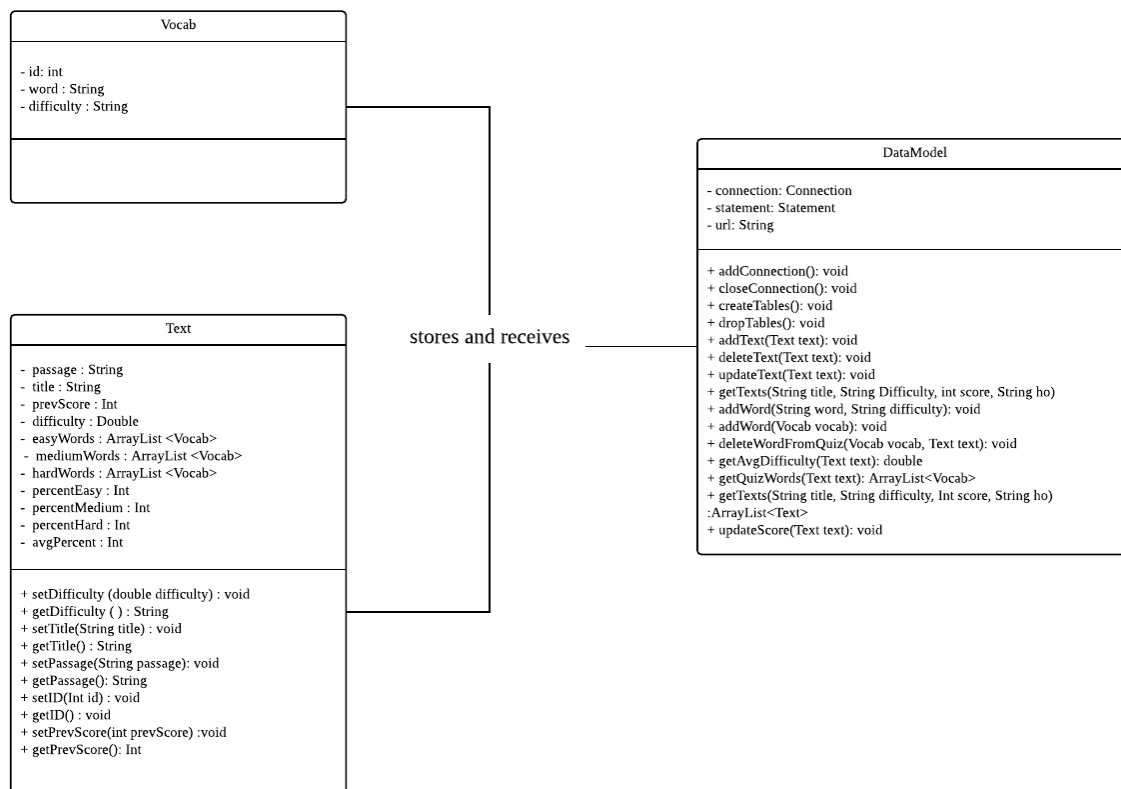 Vocab
- id: int
- word : String
- difficulty : String
Text
- passage : String
- title : String
- prevScore : Int
- difficulty : Double
- easyWords : ArrayList <Vocab>
- mediumWords : ArrayList <Vocab>
- hardWords : ArrayList <Vocab>
- percentEasy : Int
- percentMedium : Int
- percentHard : Int
- avgPercent : Int
+ setDifficulty (double difficulty) : void
+ getDifficulty ( ) : String
+ setTitle(String title) : void
+ getTitle() : String
+ setPassage(String passage): void
+ getPassage(): String
+ setID(Int id) : void
+ getID() : void
+ setPrevScore(int prevScore) :void
+ getPrevScore(): Int
stores and receives
DataModel
- connection: Connection
- statement: Statement
- url: String
+ addConnection(): void
+ closeConnection(): void
+ createTables(): void
+ dropTables(): void
+ addText(Text text): void
+ deleteText(Text text): void
+ updateText(Text text): void
+ getTexts(String title, String Difficulty, int score, String ho)
+ addWord(String word, String difficulty): void
+ addWord(Vocab vocab): void
+ deleteWordFromQuiz(Vocab vocab, Text text): void
+ getAvgDifficulty(Text text): double
+ getQuizWords(Text text): ArrayList<Vocab>
+ getTexts(String title, String difficulty, Int score, String ho)
:ArrayList<Text>
+ updateScore(Text text): void